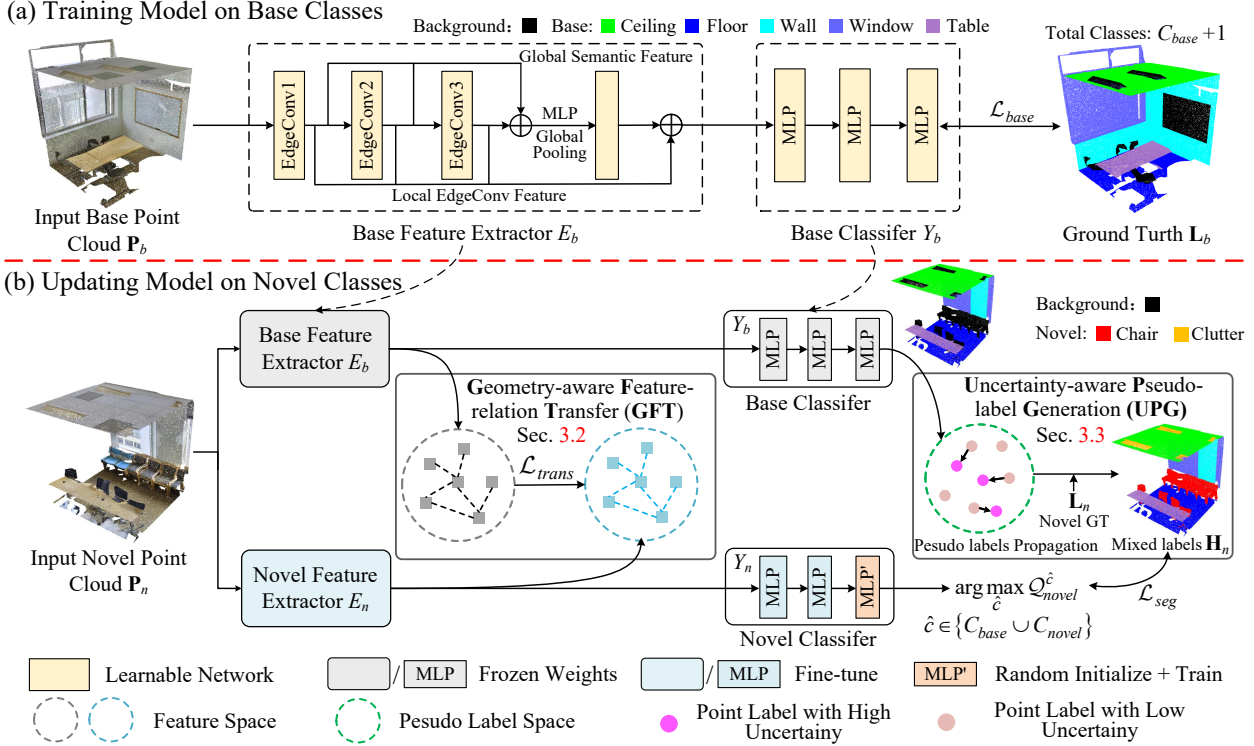 (a) Training Model on Base Classes
Background: Base: Ceiling Floor Wall Window Table
Total Classes: C_base +1
Global Semantic Feature
EdgeConv1
EdgeConv2
EdgeConv3
MLP
Global
Pooling
Local EdgeConv Feature
MLP
MLP
MLP
ℒ_base
Input Base Point
Cloud P_b
Base Feature Extractor E_b
Base Classifer Y_b
Ground Turth L_b
(b) Updating Model on Novel Classes
Background:
Novel: Chair Clutter
Base Feature
Extractor E_b
Y_b
MLP
MLP
MLP
Base Classifer
Geometry-aware Feature-
relation Transfer (GFT)
Sec. 3.2
ℒ_trans
Uncertainty-aware Pseudo-
label Generation (UPG)
Sec. 3.3
L_n
Novel GT
Pesudo labels Propagation
Mixed labels H_n
Input Novel Point
Cloud P_n
Novel Feature
Extractor E_n
Y_n
MLP
MLP
MLP'
Novel Classifer
arg max Q^ĉ_novel
ĉ
ĉ ∈ {C_base ∪ C_novel}
ℒ_seg
Learnable Network
/ MLP Frozen Weights
/ MLP Fine-tune
MLP' Random Initialize + Train
Feature Space
Pesudo Label Space
Point Label with High
Uncertainy
Point Label with Low
Uncertainy